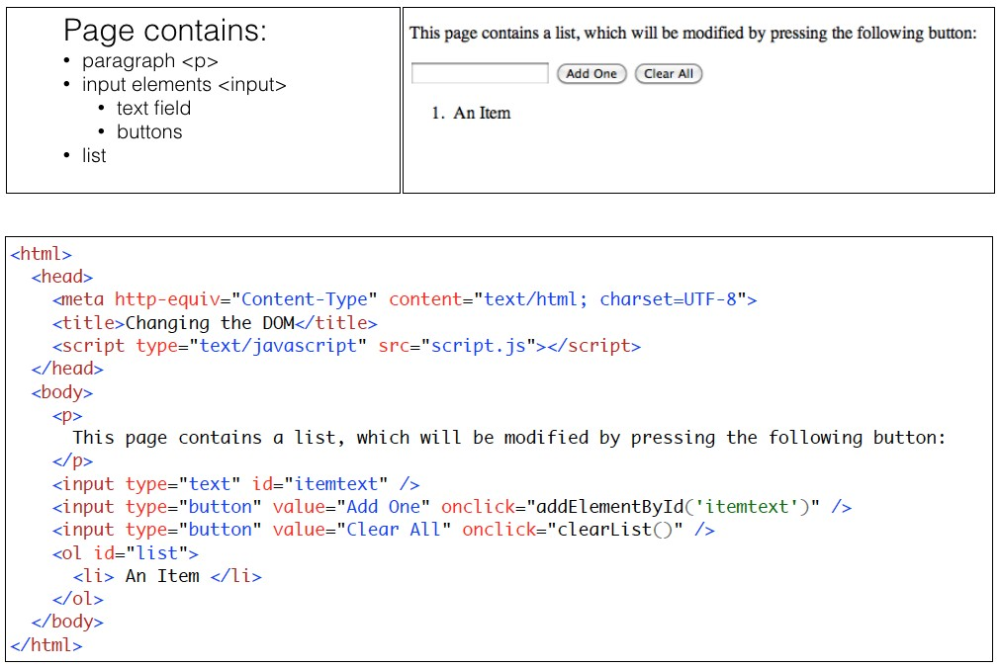 Page contains:
• paragraph <p>
• input elements <input>
• text field
• buttons
• list
This page contains a list, which will be modified by pressing the following button:
Add One Clear All
1. An Item
<html>
<head>
<meta http-equiv="Content-Type" content="text/html; charset=UTF-8">
<title>Changing the DOM</title>
<script type="text/javascript" src="script.js"></script>
</head>
<body>
<p>
This page contains a list, which will be modified by pressing the following button:
</p>
<input type="text" id="itemtext" />
<input type="button" value="Add One" onclick="addElementById('itemtext')" />
<input type="button" value="Clear All" onclick="clearList()" />
<ol id="list">
<li> An Item </li>
</ol>
</body>
</html>